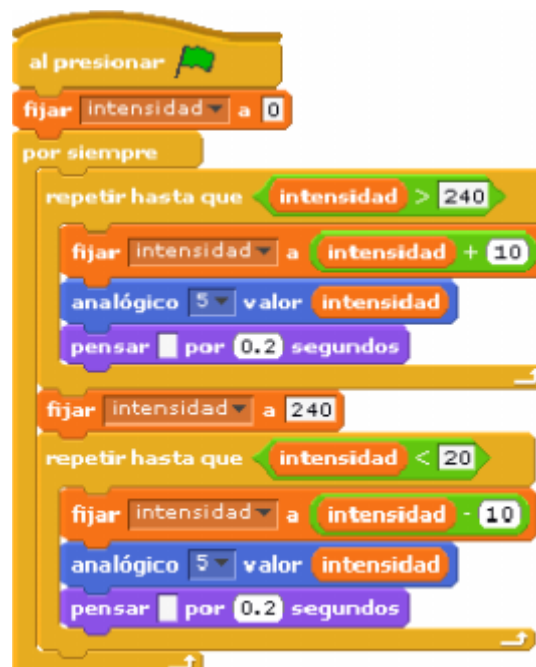 al presionar
fijar intensidad a 0
por siempre
repetir hasta que intensidad > 240
fijar intensidad a intensidad + 10
analógico 5 valor intensidad
pensar por 0.2 segundos
fijar intensidad a 240
repetir hasta que intensidad < 20
fijar intensidad a intensidad - 10
analógico 5 valor intensidad
pensar por 0.2 segundos